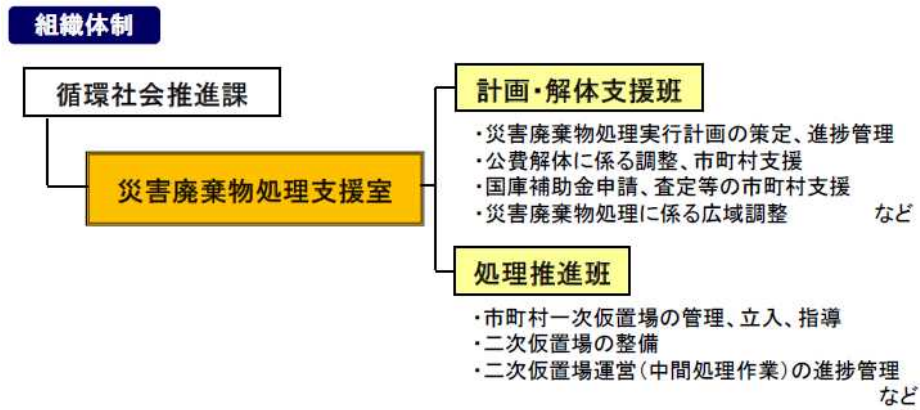 組織体制
循環社会推進課
災害廃棄物処理支援室
計画・解体支援班
・災害廃棄物処理実行計画の策定、進捗管理
・公費解体に係る調整、市町村支援
・国庫補助金申請、査定等の市町村支援
・災害廃棄物処理に係る広域調整　　　など
処理推進班
・市町村一次仮置場の管理、立入、指導
・二次仮置場の整備
・二次仮置場運営(中間処理作業)の進捗管理
など